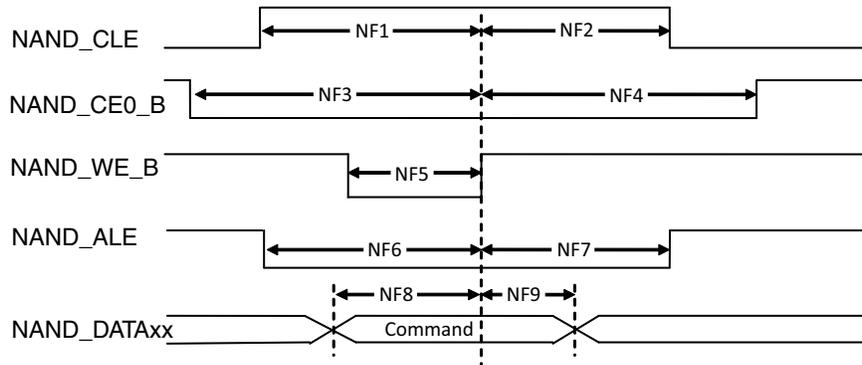 NAND_CLE
NF1
NF2
NAND_CE0_B
NF3
NF4
NAND_WE_B
NF5
NAND_ALE
NF6
NF7
NF8
NF9
NAND_DATAxx
Command